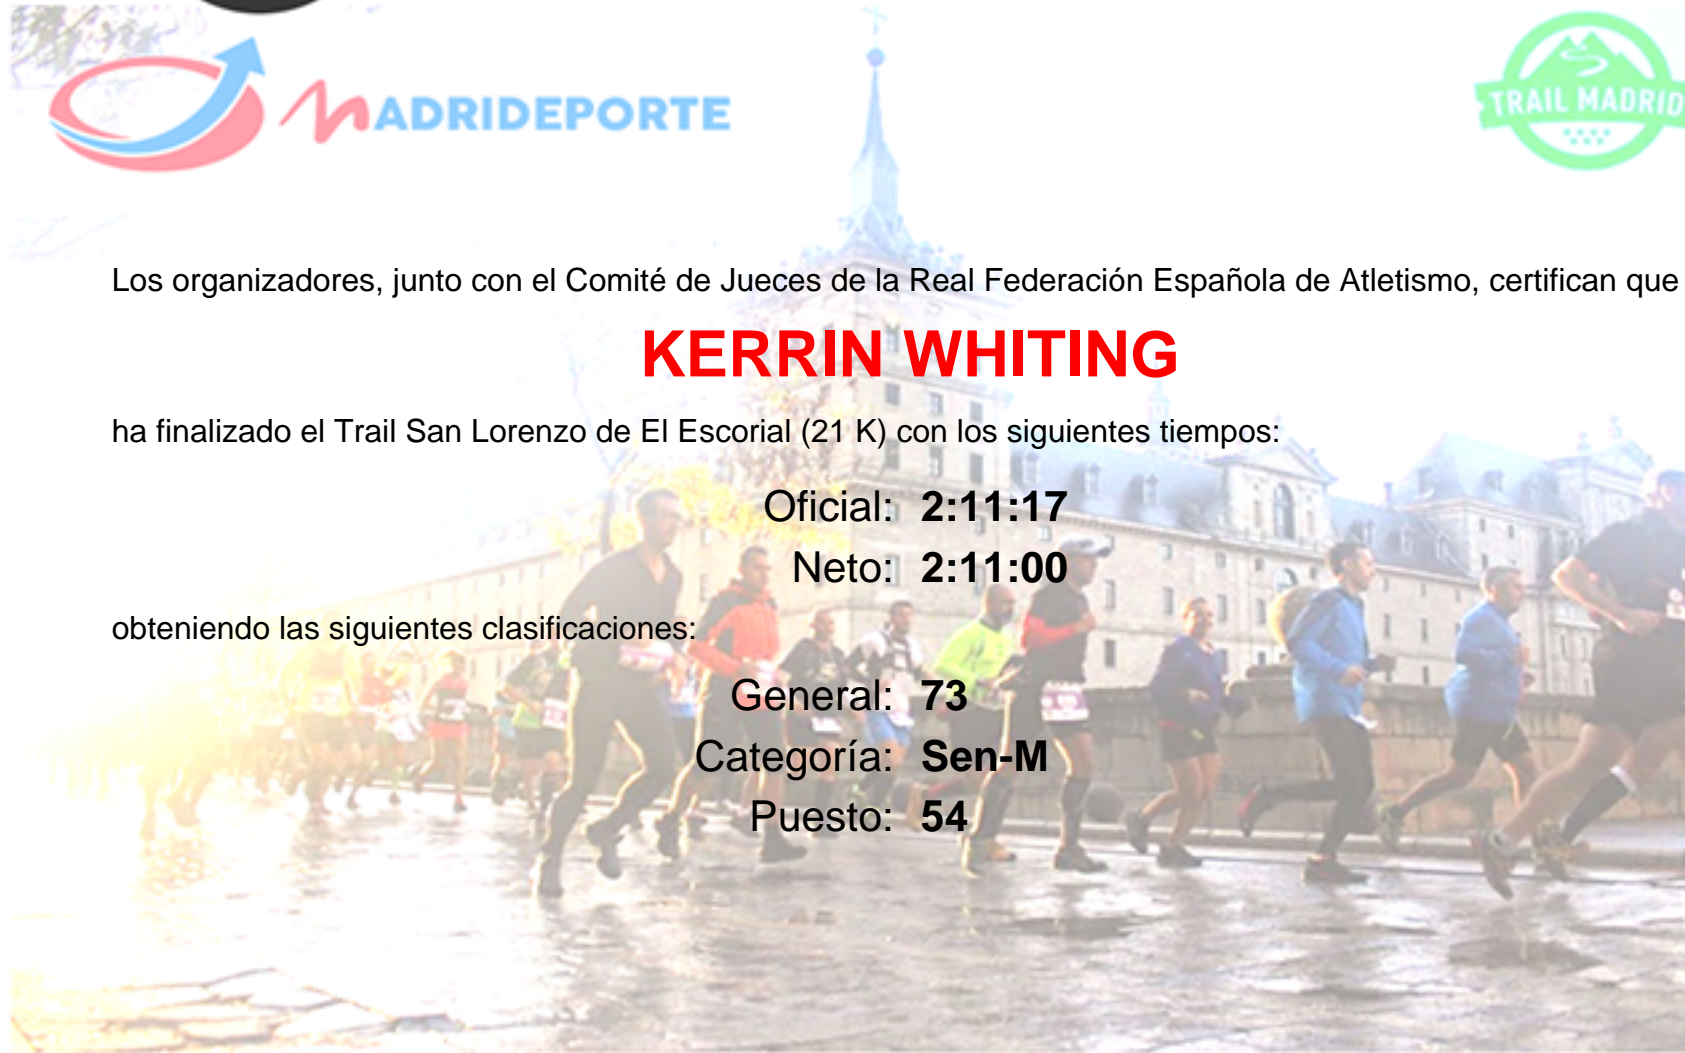 MADRIDEPORTE
TRAIL MADRID
Los organizadores, junto con el Comité de Jueces de la Real Federación Española de Atletismo, certifican que
KERRIN WHITING
ha finalizado el Trail San Lorenzo de El Escorial (21 K) con los siguientes tiempos:
Oficial: 2:11:17
Neto: 2:11:00
obteniendo las siguientes clasificaciones:
General: 73
Categoría: Sen-M
Puesto: 54